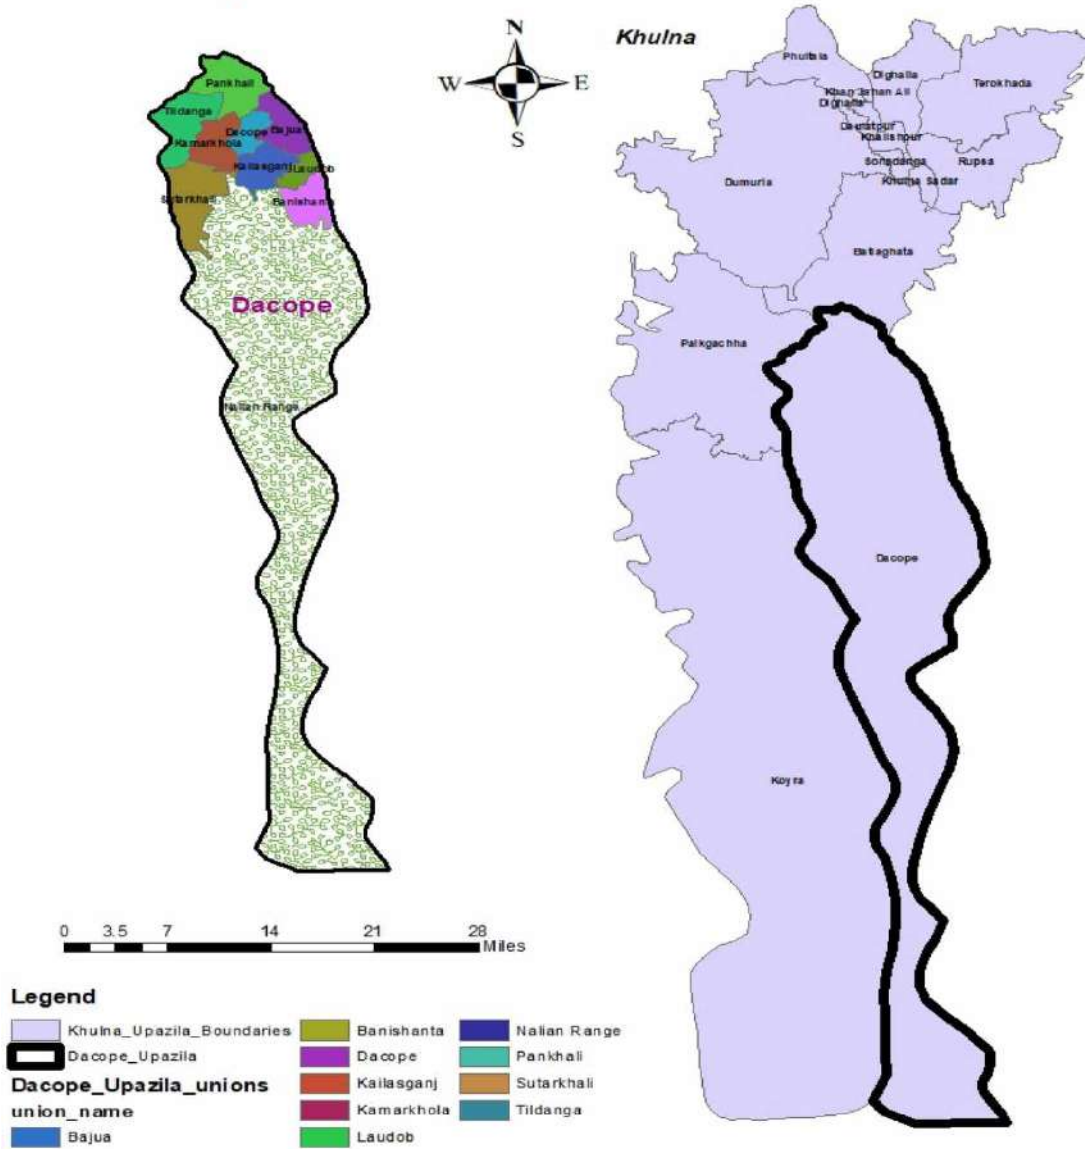 N
W
E
S
Khulna
Pankhali
Tildanga
Dacope
Bajua
Kamarkhola
Kailasganj
Laudob
Sutarkhali
Banishanta
Dacope
Nalian Range
Phultala
Dighalia
Terokhada
Khan Jahan Ali
Dighalia
Daulatpur
Khalishpur
Sonadanga
Rupsa
Khulna Sadar
Dumuria
Batiaghata
Paikgachha
Dacope
Koyra
0 3.5 7 14 21 28
Miles
Legend
Khulna_Upazila_Boundaries
Dacope_Upazila
Dacope_Upazila_unions
union_name
Bajua
Banishanta
Dacope
Kailasganj
Kamarkhola
Laudob
Nalian Range
Pankhali
Sutarkhali
Tildanga